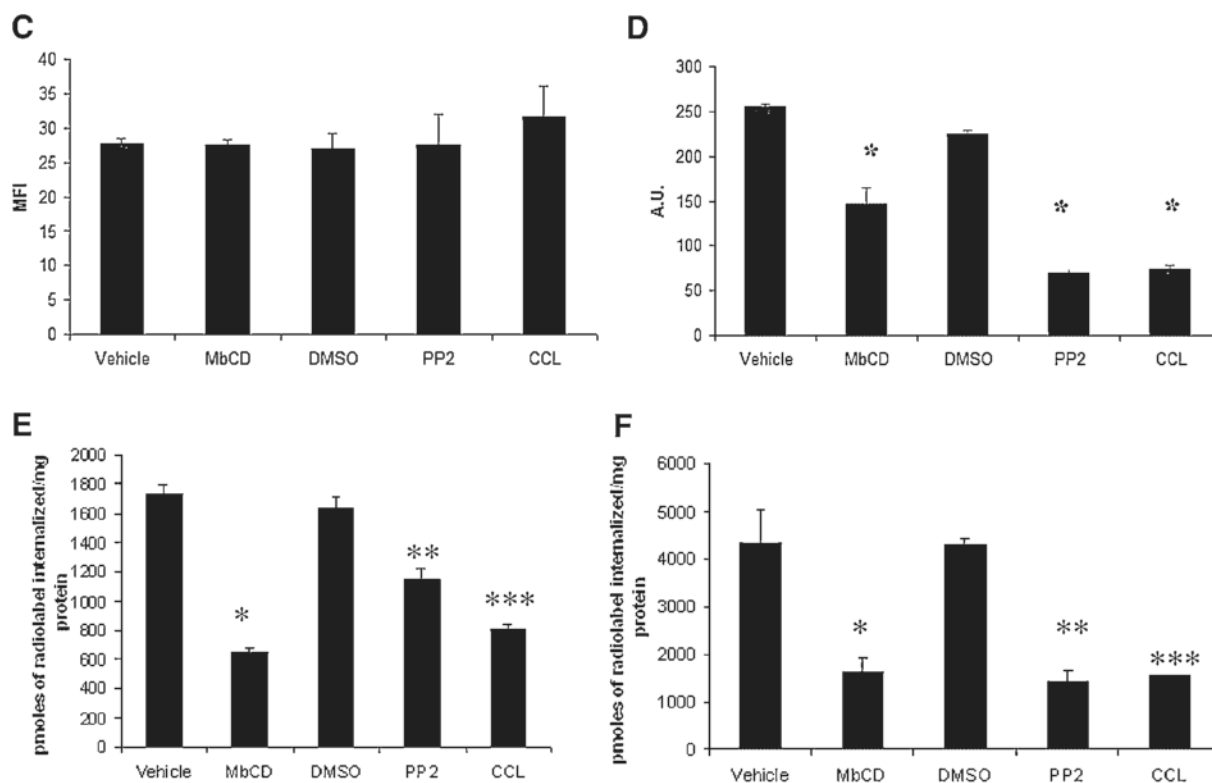 C
40
35
30
25
20
15
10
5
0
MFI
Vehicle MbCD DMSO PP2 CCL
D
300
250
200
150
100
50
0
A.U.
* * *
Vehicle MbCD DMSO PP2 CCL
E
2000
1800
1600
1400
1200
1000
800
600
400
200
0
pmoles of radiolabel internalized/mg
protein
* ** ***
Vehicle MbCD DMSO PP2 CCL
F
6000
5000
4000
3000
2000
1000
0
pmoles of radiolabel internalized/mg
protein
* ** ***
Vehicle MbCD DMSO PP2 CCL